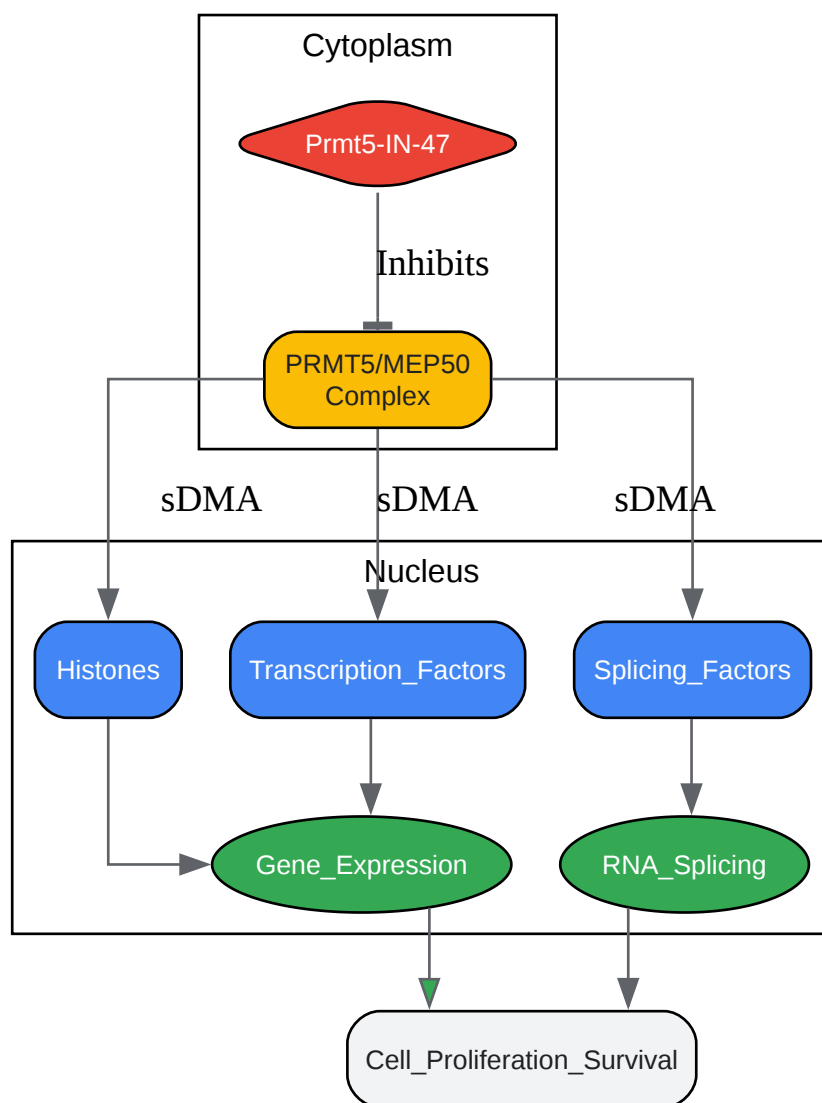 Cytoplasm
Prmt5-IN-47
Inhibits
PRMT5/MEP50
Complex
sDMA
sDMA
sDMA
Nucleus
Histones
Transcription_Factors
Splicing_Factors
Gene_Expression
RNA_Splicing
Cell_Proliferation_Survival